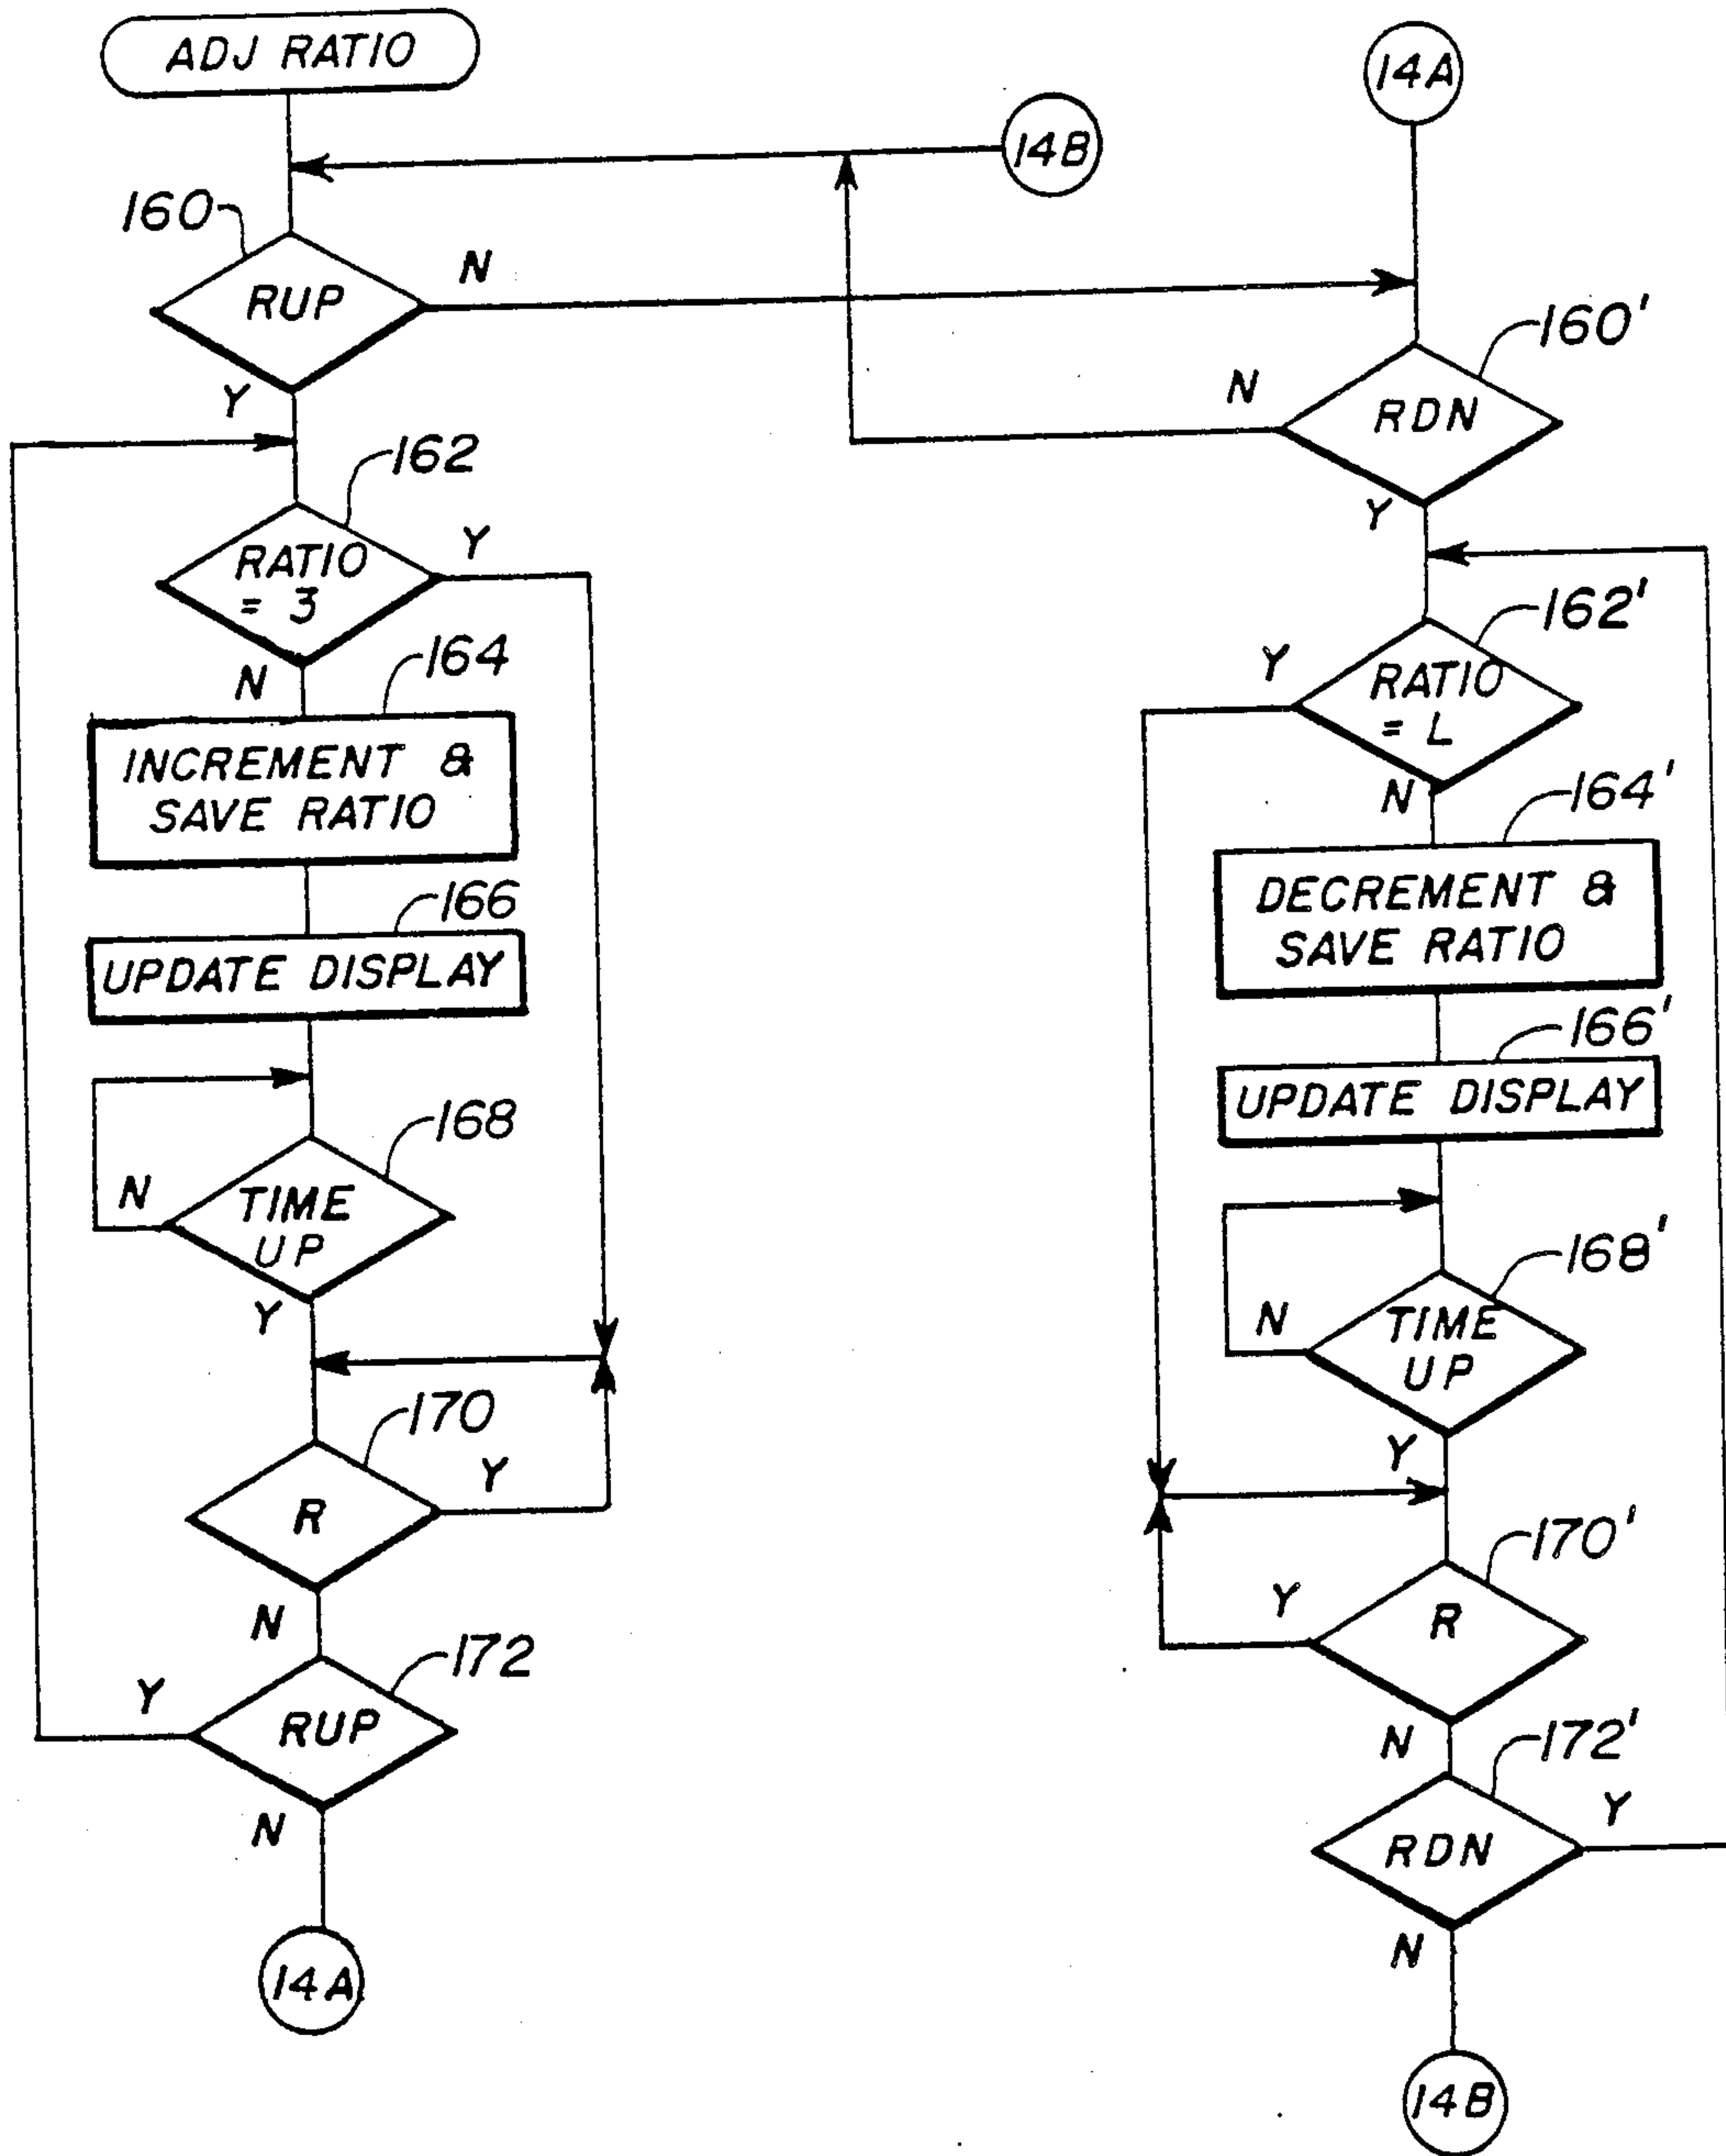 ADJ RATIO
14B
160
RUP
N
Y
162
RATIO
= 3
Y
N
164
INCREMENT &
SAVE RATIO
166
UPDATE DISPLAY
168
TIME
UP
N
Y
170
R
Y
N
172
RUP
Y
N
14A
14A
160'
RDN
N
Y
162'
RATIO
= L
Y
N
164'
DECREMENT &
SAVE RATIO
166'
UPDATE DISPLAY
168'
TIME
UP
N
Y
170'
R
Y
N
172'
RDN
Y
N
14B